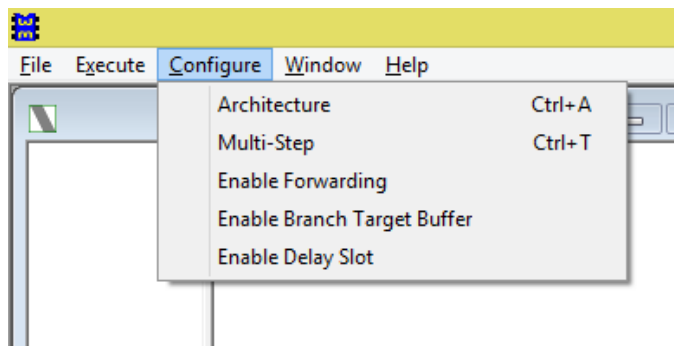 File Execute Configure Window Help
Architecture Ctrl+A
Multi-Step Ctrl+T
Enable Forwarding
Enable Branch Target Buffer
Enable Delay Slot